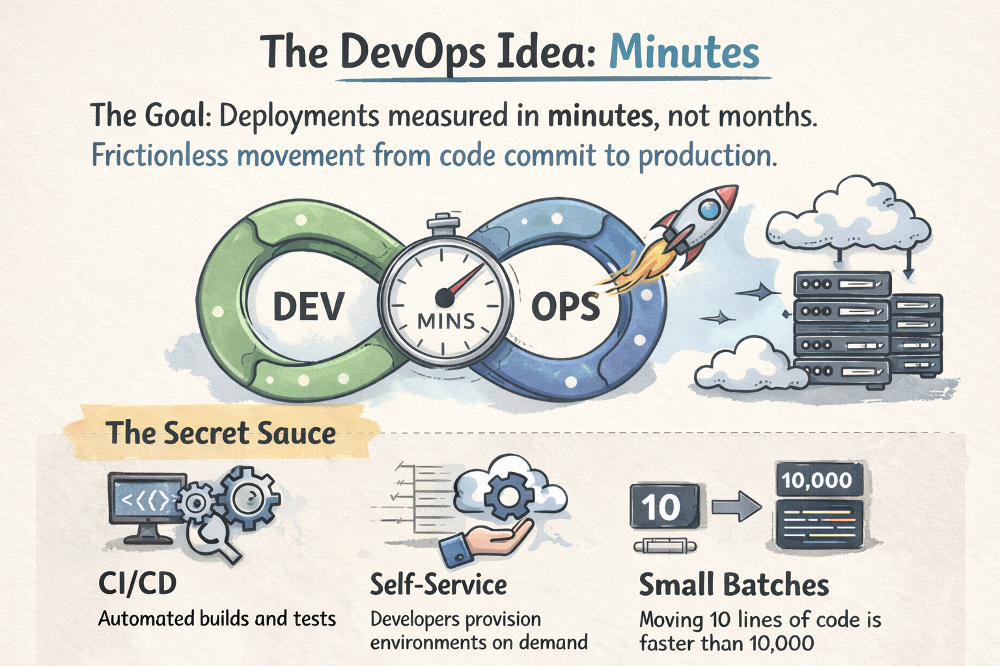 The DevOps Idea: Minutes
The Goal: Deployments measured in minutes, not months.
Frictionless movement from code commit to production.
DEV
MINS
OPS
The Secret Sauce
<⟨⟨⟩
10
10,000
CI/CD
Automated builds and tests
Self-Service
Developers provision
environments on demand
Small Batches
Moving 10 lines of code is
faster than 10,000